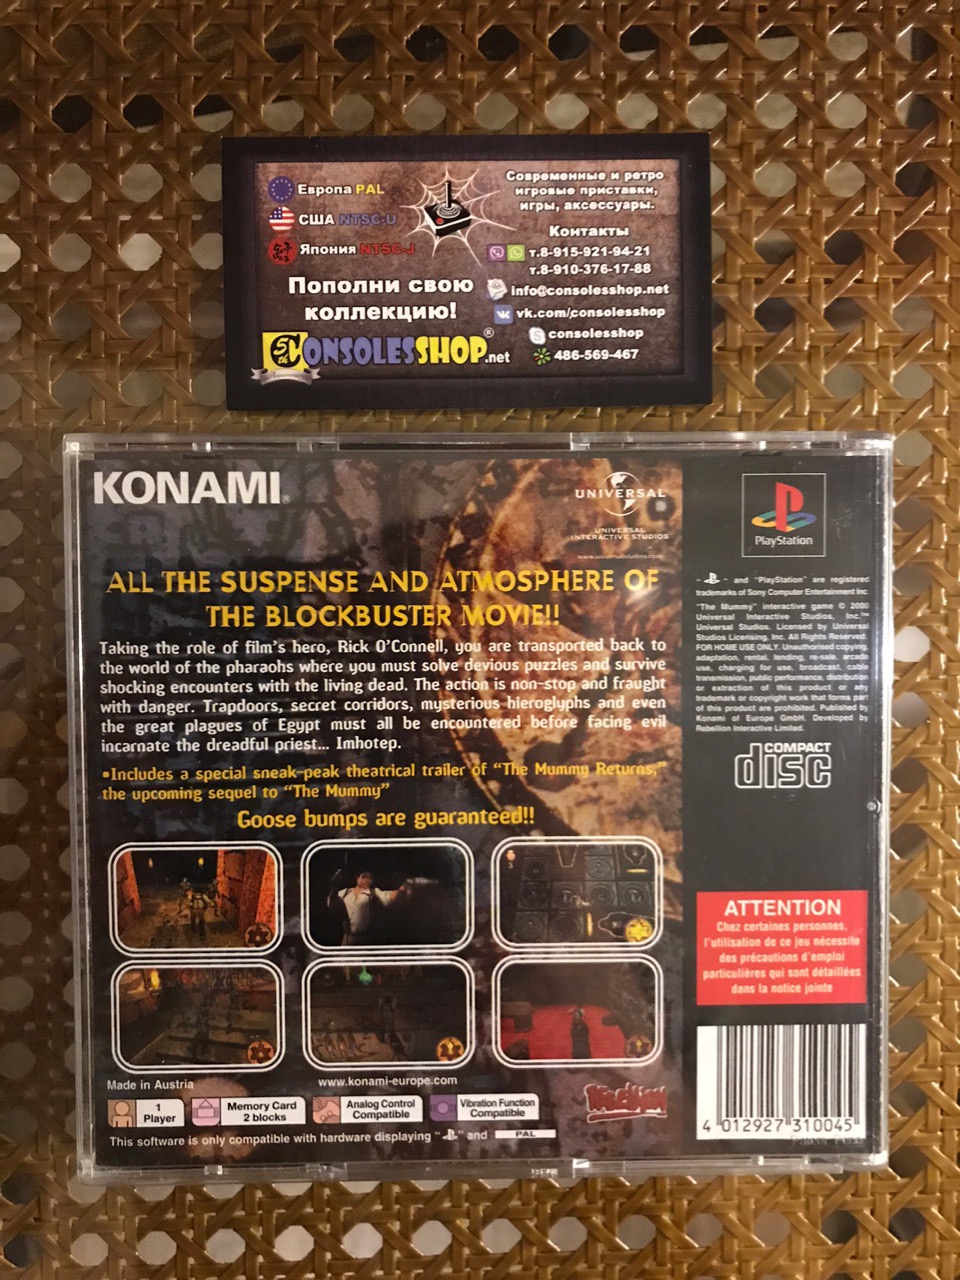 Европа PAL
США NTSC-U
Япония NTSC-J
Пополни свою
коллекцию!
5th
CONSOLESSHOP®.net
Современные и ретро
игровые приставки,
игры, аксессуары.
Контакты
т.8-915-921-94-21
т.8-910-376-17-88
info@consolesshop.net
vk.com/consolesshop
consolesshop
486-569-467
KONAMI®
UNIVERSAL
UNIVERSAL
INTERACTIVE STUDIOS
www.universalstudios.com
ALL THE SUSPENSE AND ATMOSPHERE OF
THE BLOCKBUSTER MOVIE!!
Taking the role of film's hero, Rick O'Connell, you are transported back to
the world of the pharaohs where you must solve devious puzzles and survive
shocking encounters with the living dead. The action is non-stop and fraught
with danger. Trapdoors, secret corridors, mysterious hieroglyphs and even
the great plagues of Egypt must all be encountered before facing evil
incarnate the dreadful priest... Imhotep.
•Includes a special sneak-peak theatrical trailer of "The Mummy Returns,"
the upcoming sequel to "The Mummy"
Goose bumps are guaranteed!!
Made in Austria
www.konami-europe.com
1
Player
Memory Card
2 blocks
Analog Control
Compatible
Vibration Function
Compatible
Rebellion
This software is only compatible with hardware displaying " " and PAL
PlayStation
" " and "PlayStation" are registered
trademarks of Sony Computer Entertainment Inc.
"The Mummy" interactive game © 2000
Universal Interactive Studios, Inc.™
Universal Studios. Licensed by Universal
Studios Licensing, Inc. All Rights Reserved.
FOR HOME USE ONLY. Unauthorised copying,
adaptation, rental, lending, re-sale, arcade
use, charging for use, broadcast, cable
transmission, public performance, distribution
or extraction of this product or any
trademark or copyright work that forms part
of this product are prohibited. Published by
Konami of Europe GmbH. Developed by
Rebellion Interactive Limited.
COMPACT
disc
ATTENTION
Chez certaines personnes,
l'utilisation de ce jeu nécessite
des précautions d'emploi
particulières qui sont détaillées
dans la notice jointe
4 012927 310045